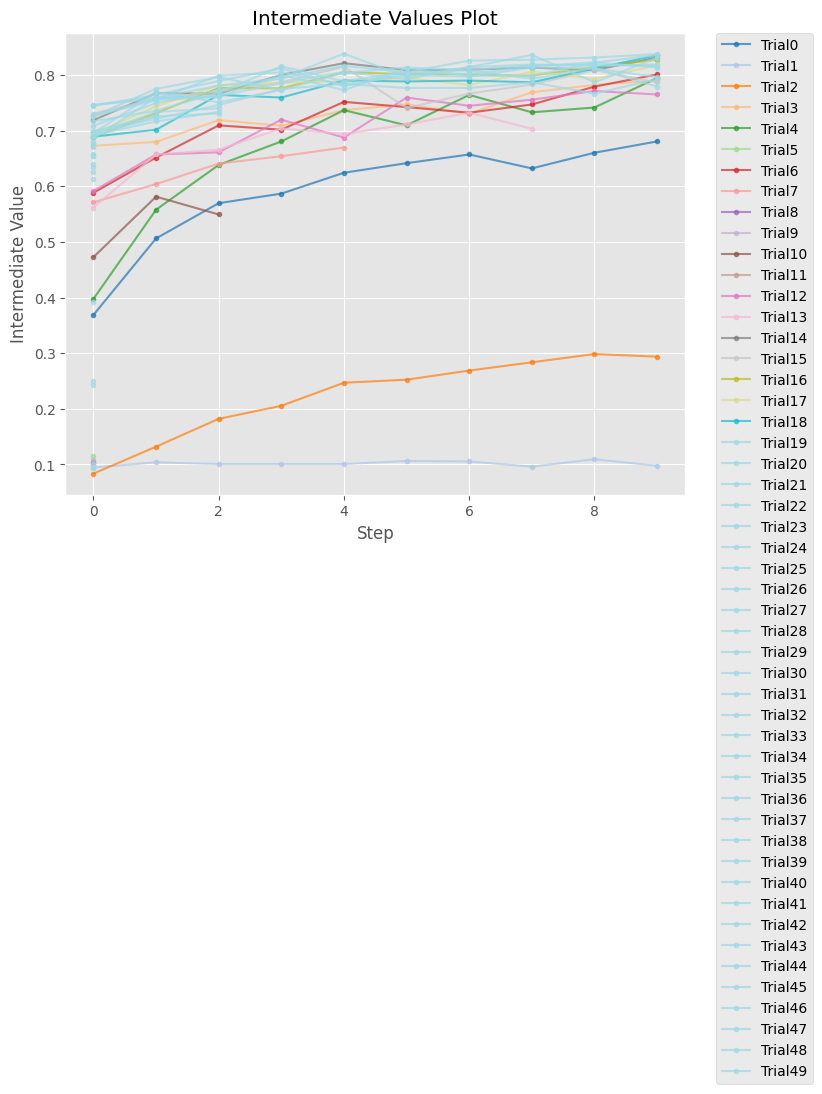 Intermediate Values Plot
Intermediate Value
0.8
0.7
0.6
0.5
0.4
0.3
0.2
0.1
0
2
4
6
8
Step
Trial0
Trial1
Trial2
Trial3
Trial4
Trial5
Trial6
Trial7
Trial8
Trial9
Trial10
Trial11
Trial12
Trial13
Trial14
Trial15
Trial16
Trial17
Trial18
Trial19
Trial20
Trial21
Trial22
Trial23
Trial24
Trial25
Trial26
Trial27
Trial28
Trial29
Trial30
Trial31
Trial32
Trial33
Trial34
Trial35
Trial36
Trial37
Trial38
Trial39
Trial40
Trial41
Trial42
Trial43
Trial44
Trial45
Trial46
Trial47
Trial48
Trial49